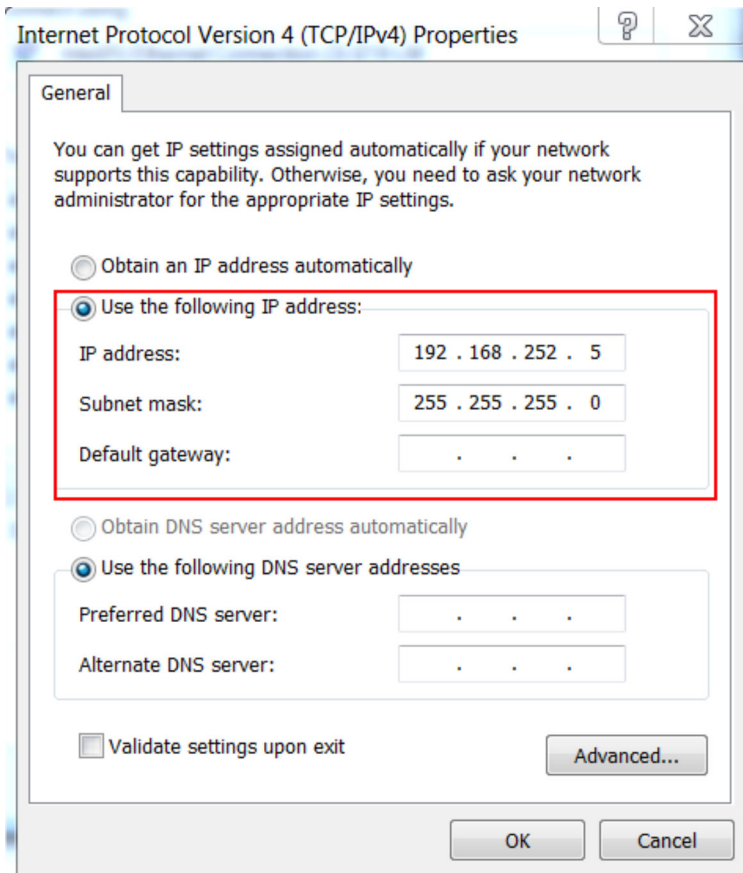 Internet Protocol Version 4 (TCP/IPv4) Properties
General
You can get IP settings assigned automatically if your network
supports this capability. Otherwise, you need to ask your network
administrator for the appropriate IP settings.
Obtain an IP address automatically
Use the following IP address:
IP address: 192 . 168 . 252 . 5
Subnet mask: 255 . 255 . 255 . 0
Default gateway: . . .
Obtain DNS server address automatically
Use the following DNS server addresses
Preferred DNS server: . . .
Alternate DNS server: . . .
Validate settings upon exit
Advanced...
OK Cancel